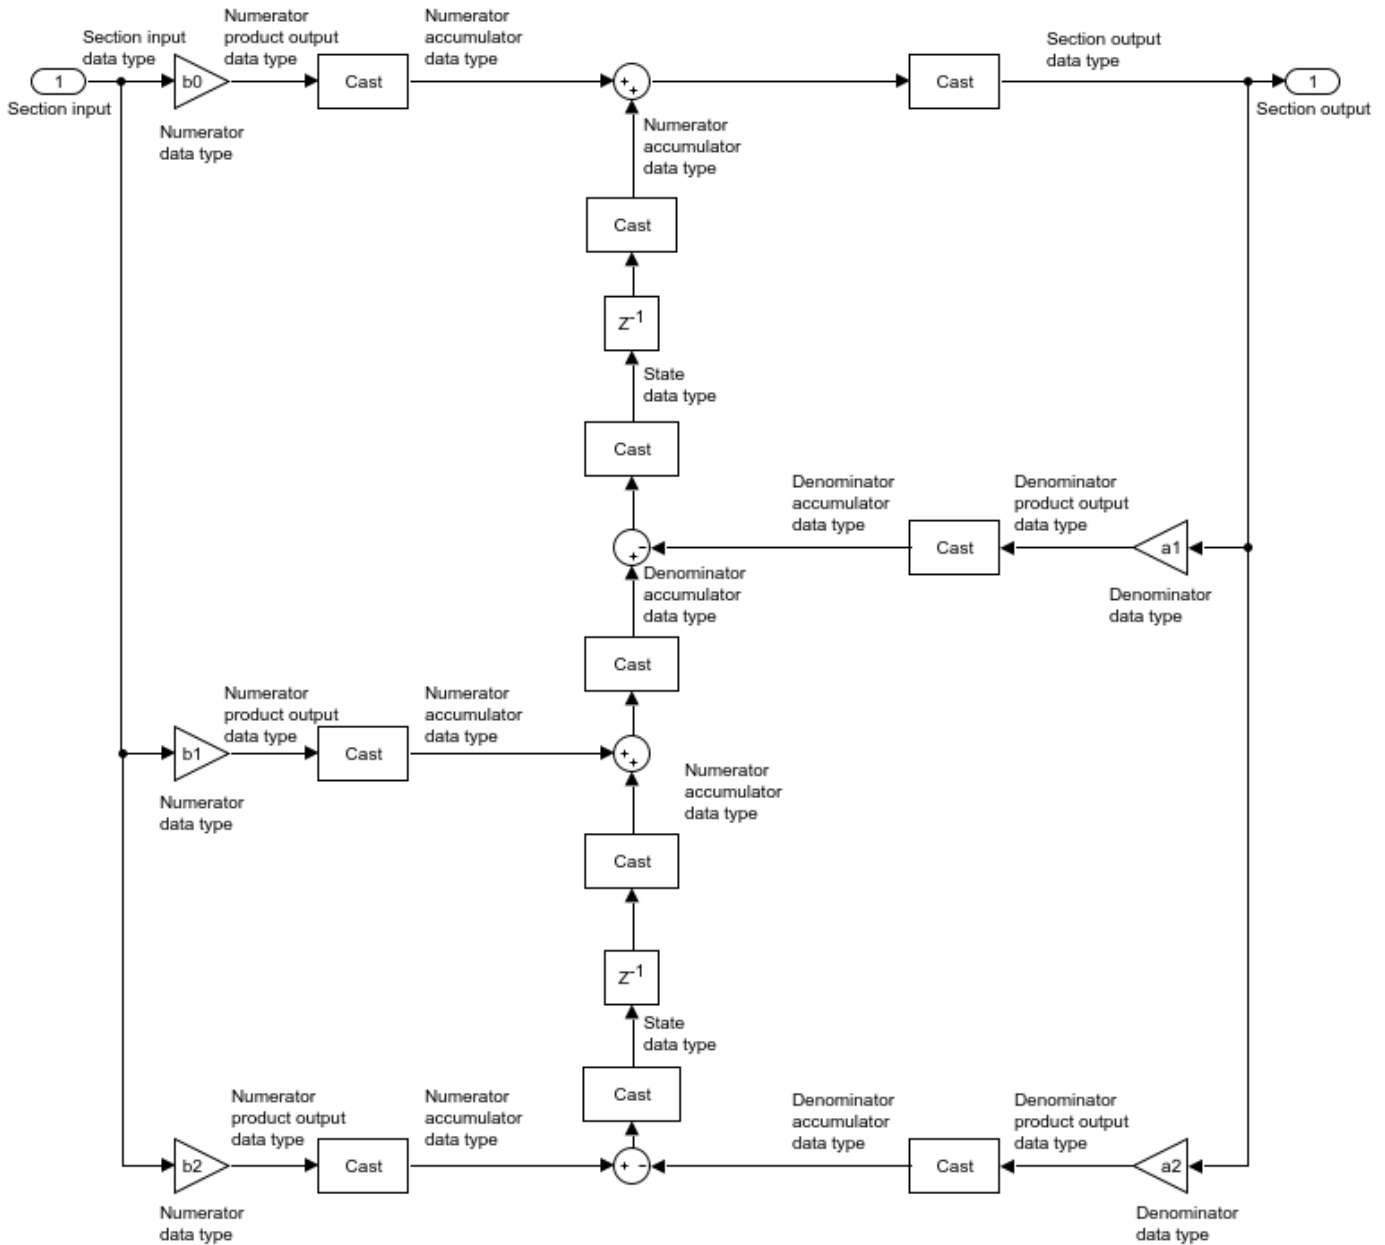 Section input
data type
Numerator
product output
data type
Numerator
accumulator
data type
Section output
data type
1
Section input
b0
Numerator
data type
Cast
++
Cast
1
Section output
Numerator
accumulator
data type
Cast
Z-1
State
data type
Cast
Denominator
accumulator
data type
Denominator
product output
data type
+-
Cast
a1
Denominator
accumulator
data type
Denominator
data type
Cast
Numerator
product output
data type
Numerator
accumulator
data type
b1
Cast
++
Numerator
data type
Numerator
accumulator
data type
Cast
Z-1
State
data type
Cast
Numerator
product output
data type
Numerator
accumulator
data type
Denominator
accumulator
data type
Denominator
product output
data type
b2
Cast
+ -
Cast
a2
Numerator
data type
Denominator
data type